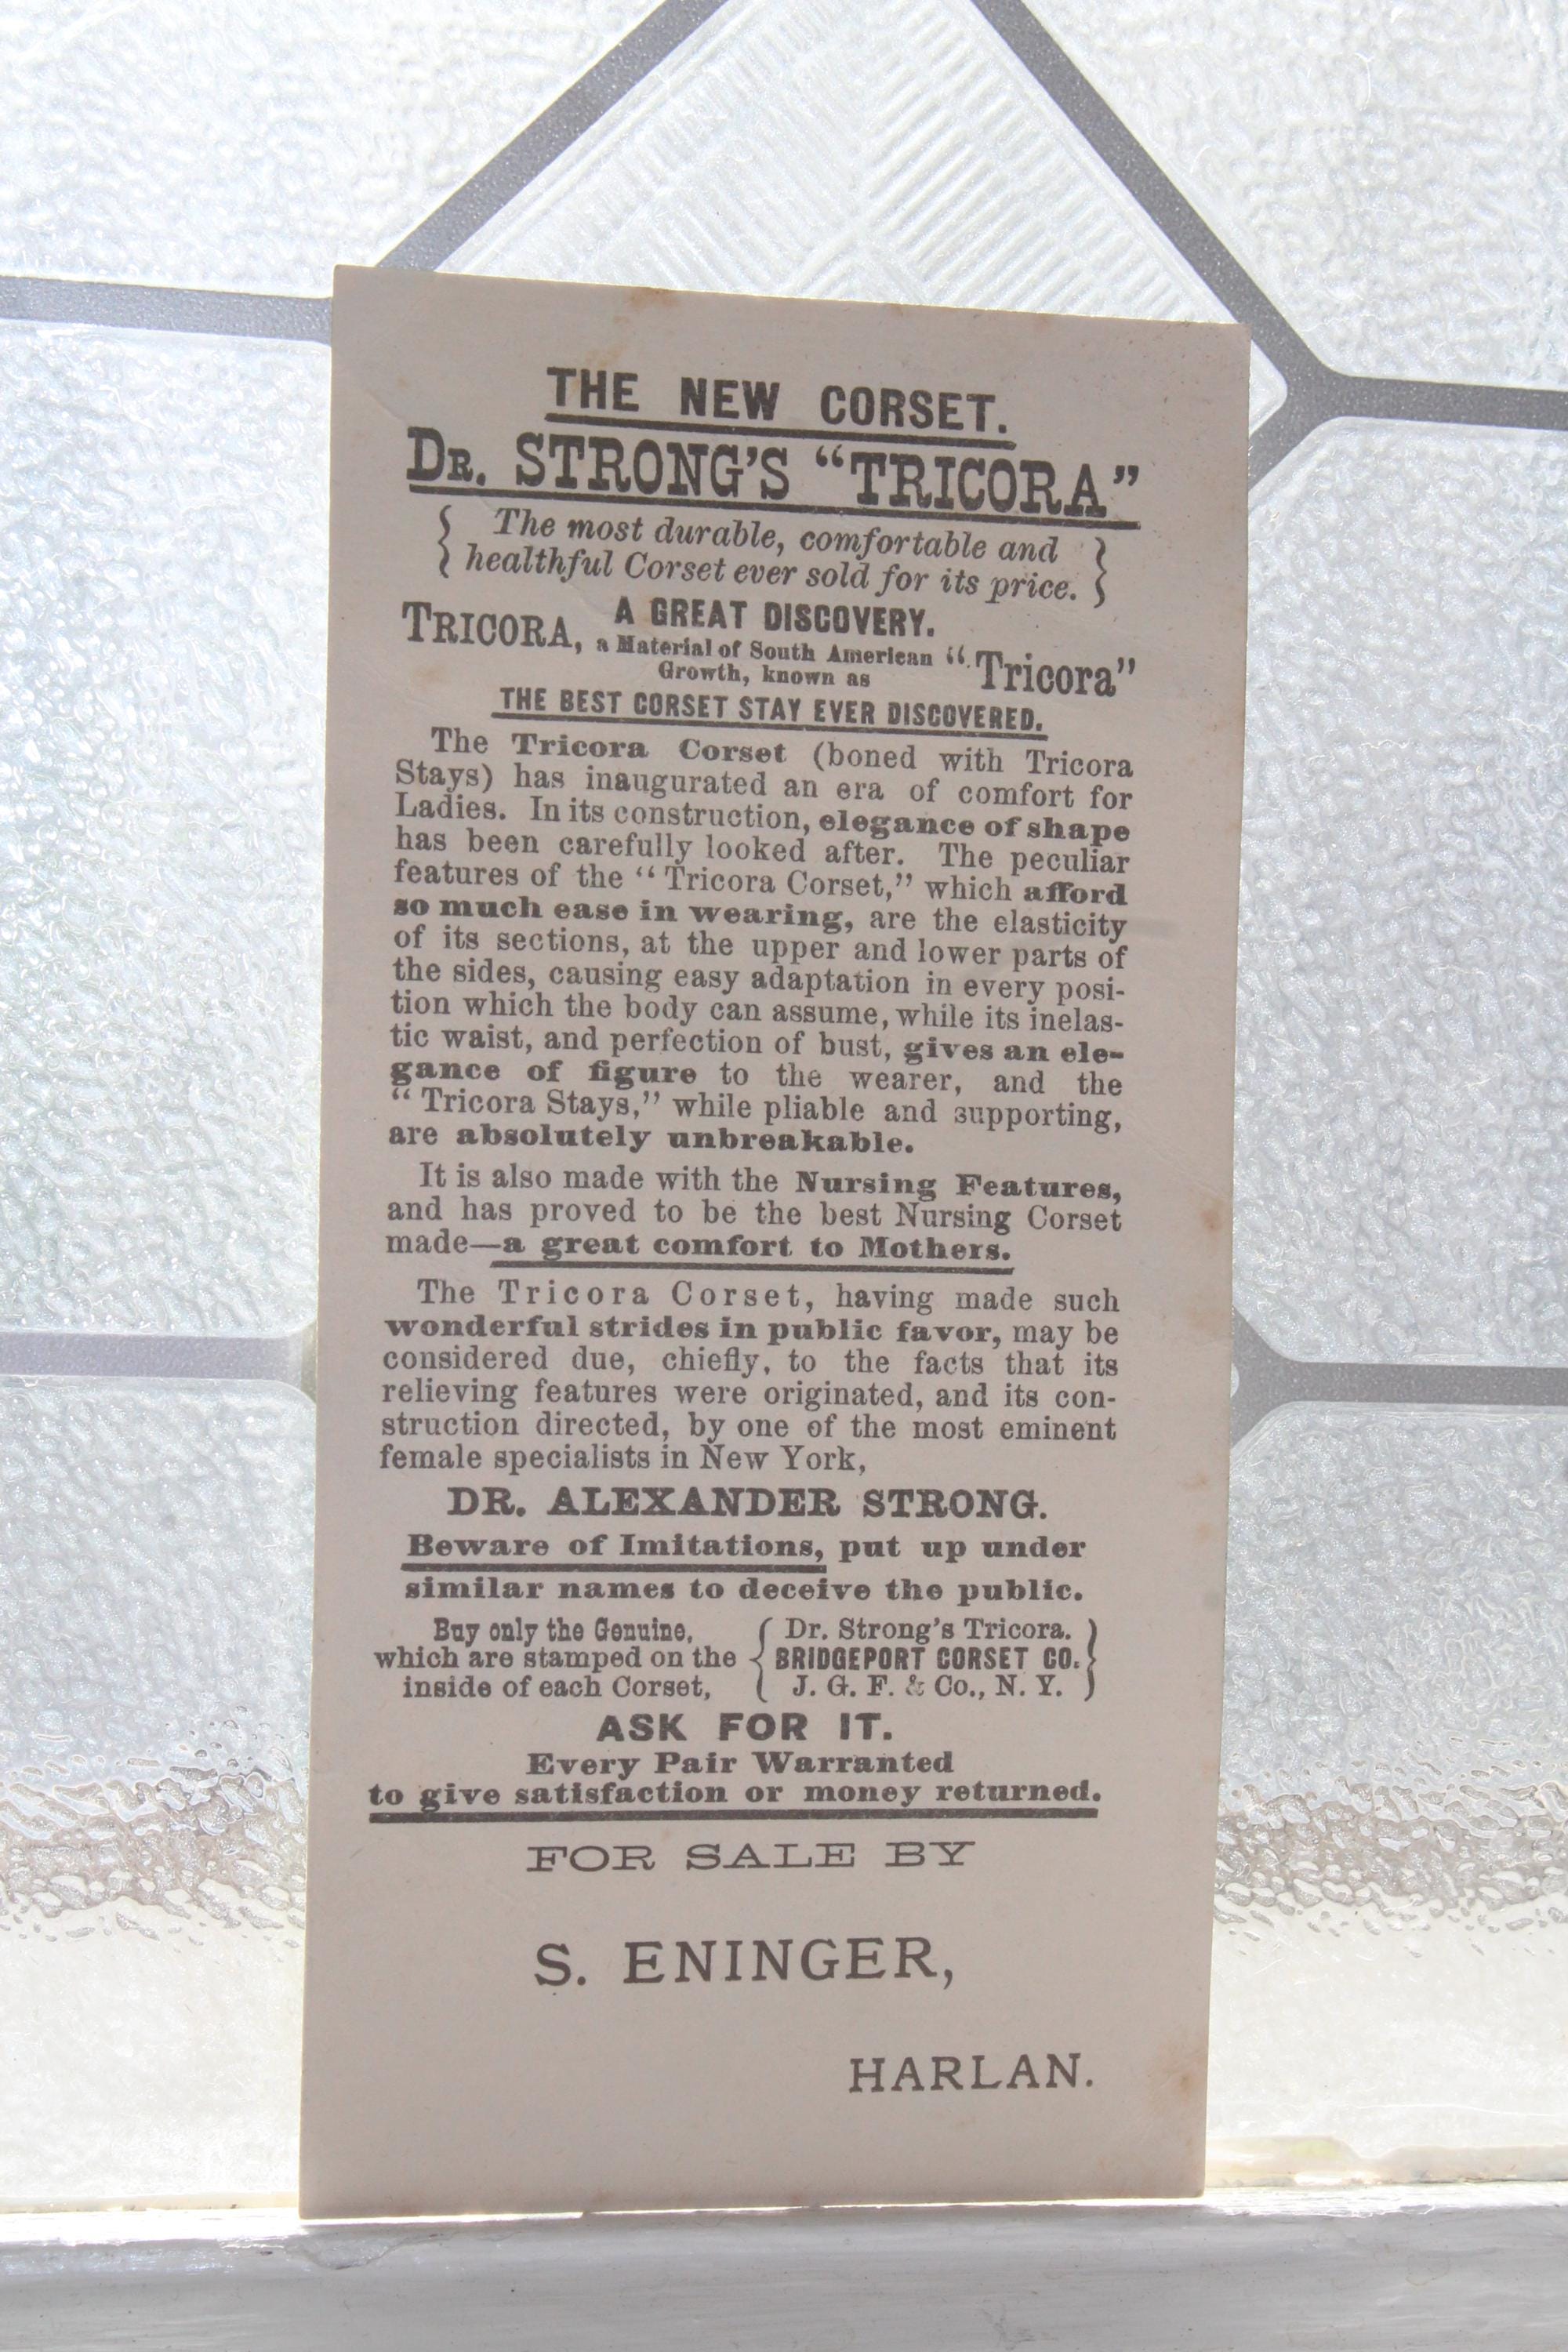 THE NEW CORSET.
DR. STRONG'S “TRICORA”
{ The most durable, comfortable and }
{ healthful Corset ever sold for its price. }
A GREAT DISCOVERY.
TRICORA, a Material of South American “Tricora”
Growth, known as
THE BEST CORSET STAY EVER DISCOVERED.
The Tricora Corset (boned with Tricora
Stays) has inaugurated an era of comfort for
Ladies. In its construction, elegance of shape
has been carefully looked after. The peculiar
features of the “Tricora Corset,” which afford
so much ease in wearing, are the elasticity
of its sections, at the upper and lower parts of
the sides, causing easy adaptation in every posi-
tion which the body can assume, while its inelas-
tic waist, and perfection of bust, gives an ele-
gance of figure to the wearer, and the
“Tricora Stays,” while pliable and supporting,
are absolutely unbreakable.
It is also made with the Nursing Features,
and has proved to be the best Nursing Corset
made—a great comfort to Mothers.
The Tricora Corset, having made such
wonderful strides in public favor, may be
considered due, chiefly, to the facts that its
relieving features were originated, and its con-
struction directed, by one of the most eminent
female specialists in New York,
DR. ALEXANDER STRONG.
Beware of Imitations, put up under
similar names to deceive the public.
Buy only the Genuine, { Dr. Strong's Tricora. }
which are stamped on the { BRIDGEPORT CORSET CO. }
inside of each Corset, { J. G. F. & Co., N. Y. }
ASK FOR IT.
Every Pair Warranted
to give satisfaction or money returned.
FOR SALE BY
S. ENINGER,
HARLAN.